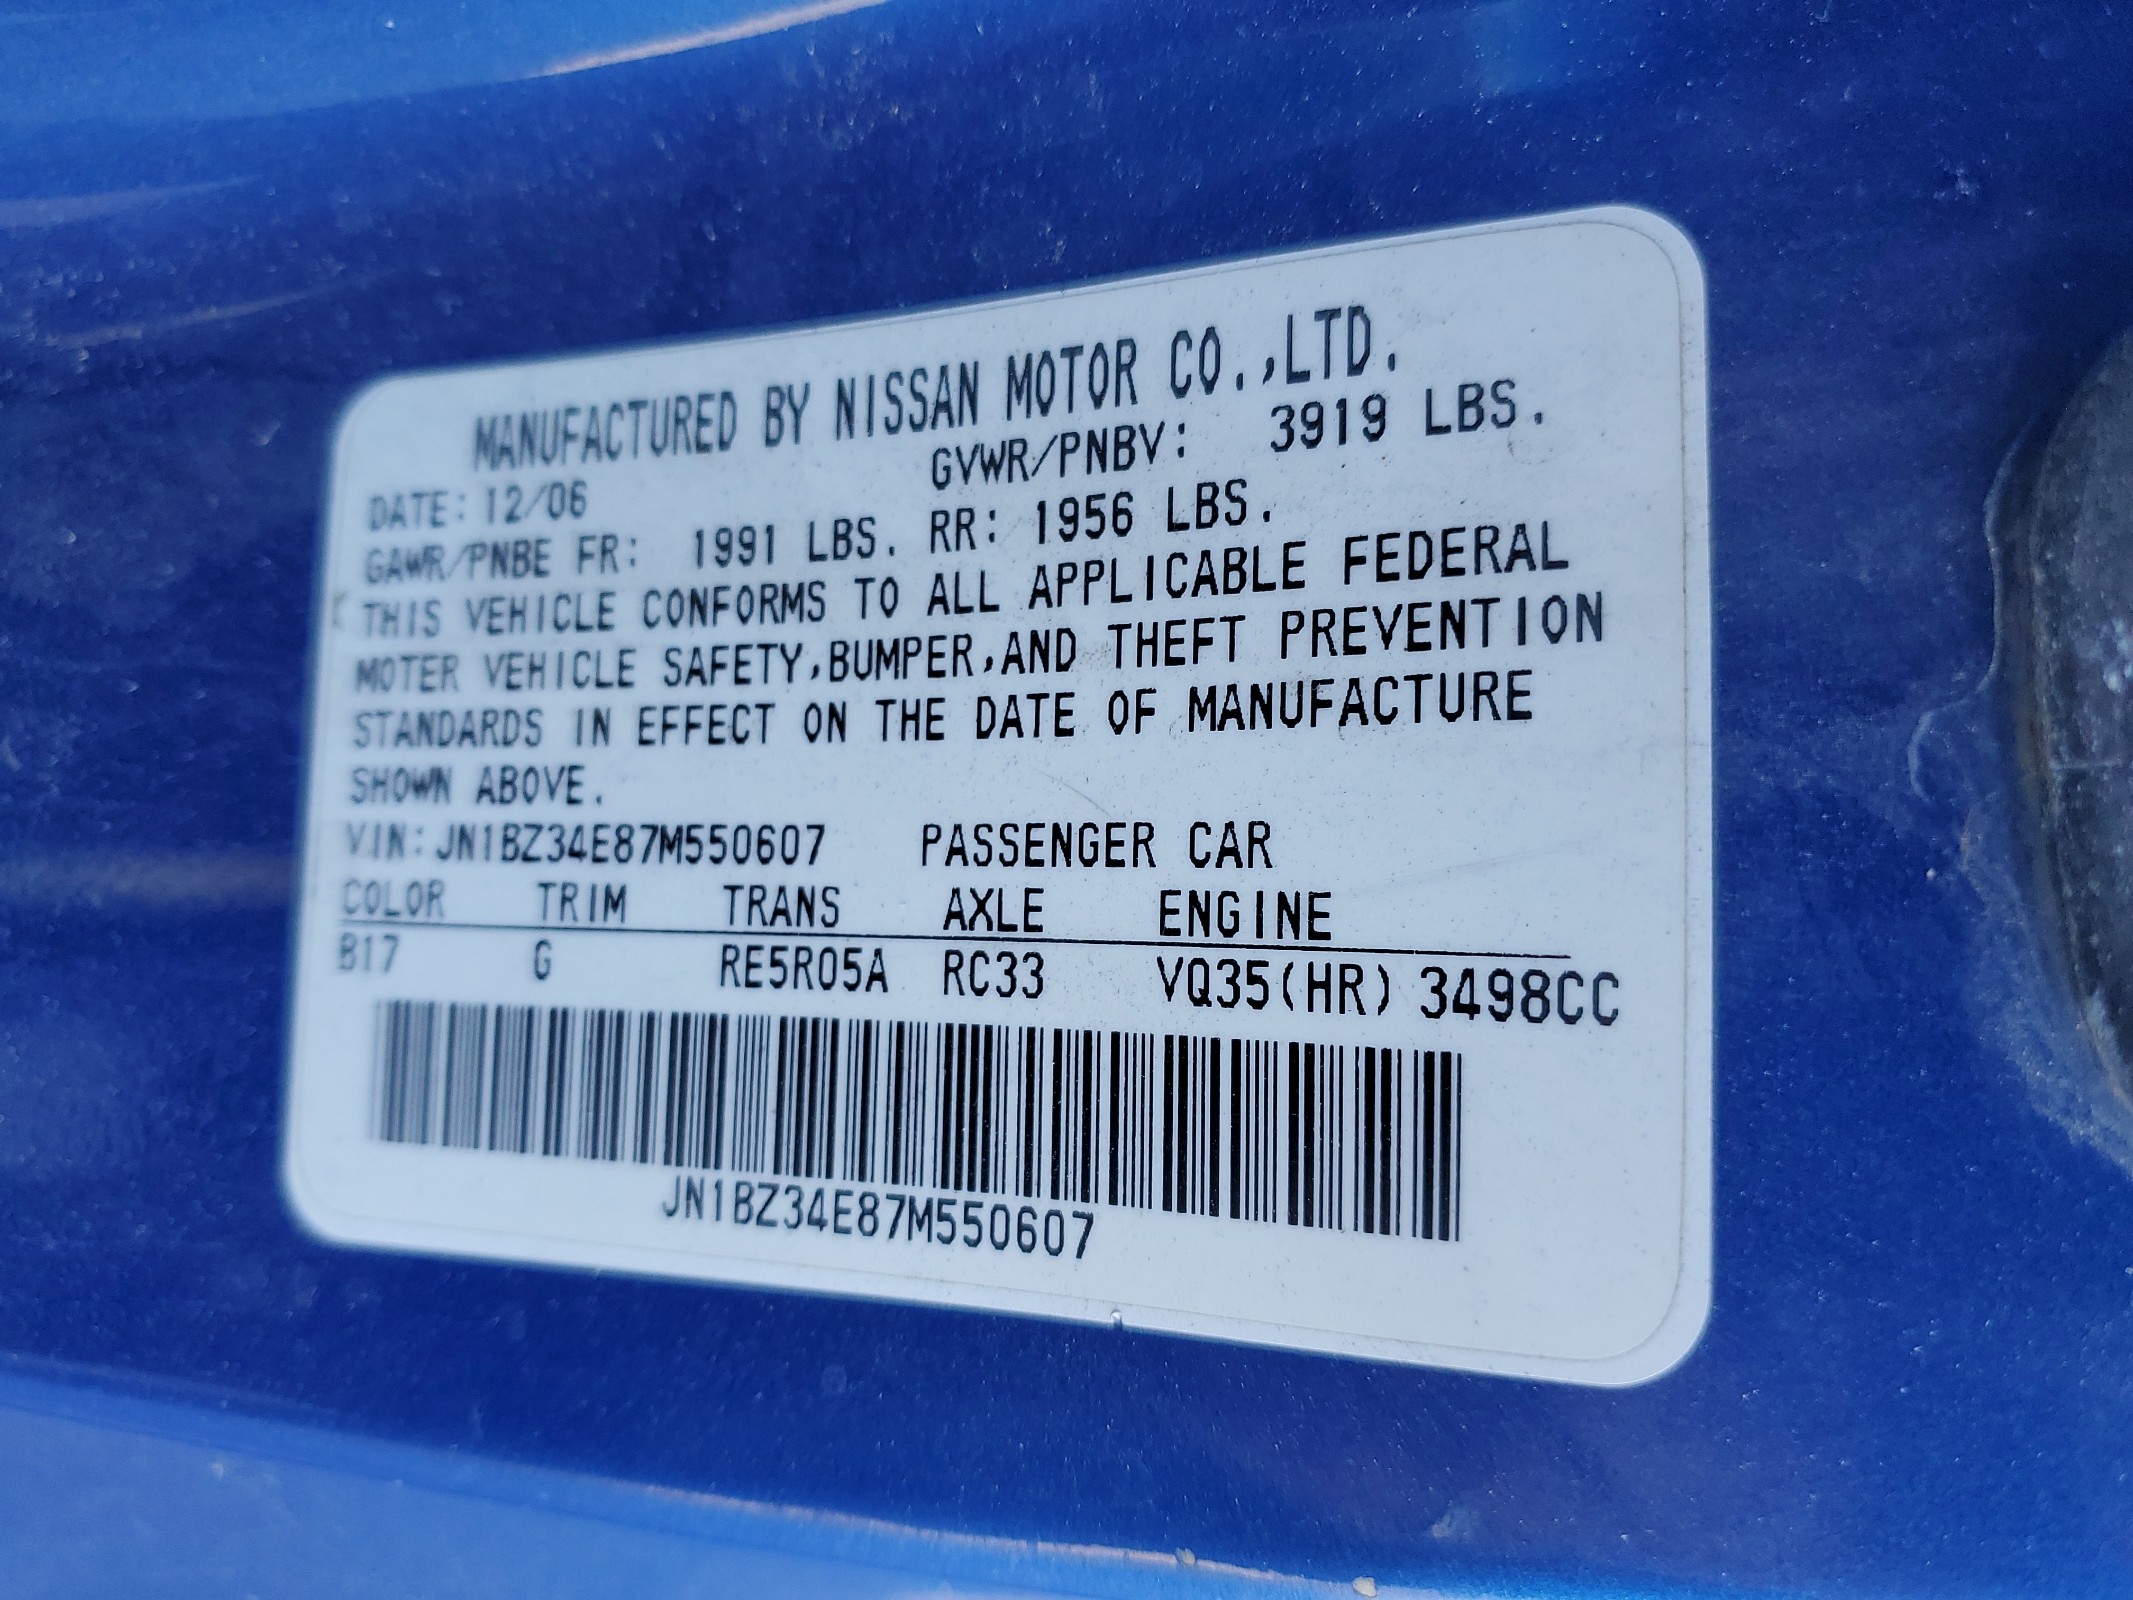 MANUFACTURED BY NISSAN MOTOR CO.,LTD.
DATE: 12/06 GVWR/PNBV: 3919 LBS.
GAWR/PNBE FR: 1991 LBS. RR: 1956 LBS.
THIS VEHICLE CONFORMS TO ALL APPLICABLE FEDERAL
MOTER VEHICLE SAFETY,BUMPER,AND THEFT PREVENTION
STANDARDS IN EFFECT ON THE DATE OF MANUFACTURE
SHOWN ABOVE.
VIN: JN1BZ34E87M550607 PASSENGER CAR
COLOR TRIM TRANS AXLE ENGINE
B17 G RE5R05A RC33 VQ35(HR) 3498CC
JN1BZ34E87M550607